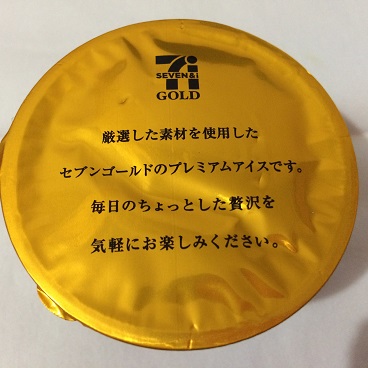 7i
SEVEN&i
GOLD
厳選した素材を使用した
セブンゴールドのプレミアムアイスです。
毎日のちょっとした贅沢を
気軽にお楽しみください。